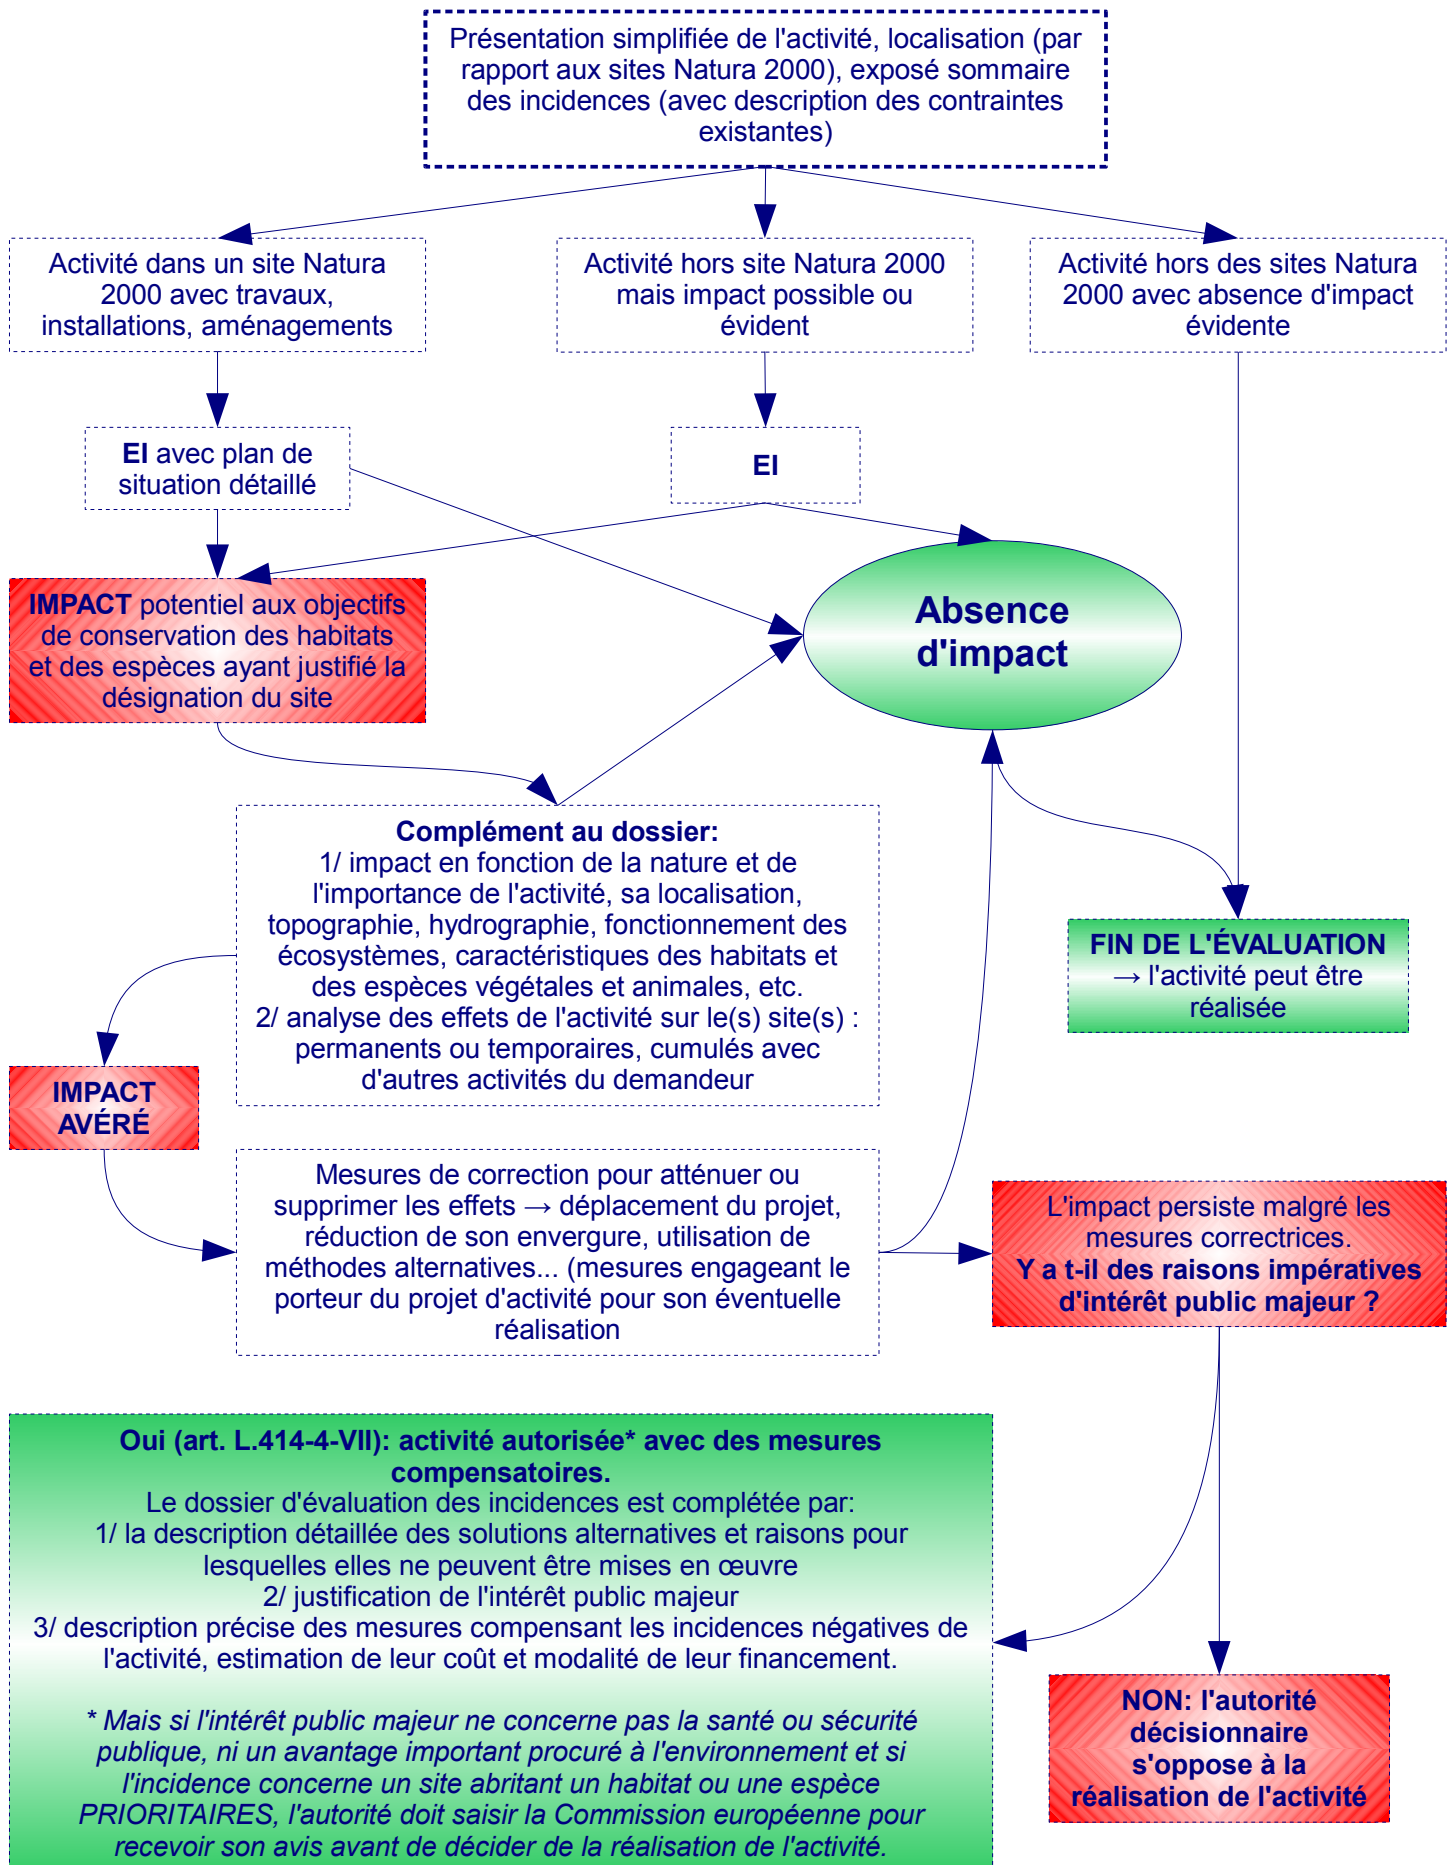 Présentation simplifiée de l'activité, localisation (par
rapport aux sites Natura 2000), exposé sommaire
des incidences (avec description des contraintes
existantes)
Activité dans un site Natura
2000 avec travaux,
installations, aménagements
Activité hors site Natura 2000
mais impact possible ou
évident
Activité hors des sites Natura
2000 avec absence d'impact
évidente
EI avec plan de
situation détaillé
EI
IMPACT potentiel aux objectifs
de conservation des habitats
et des espèces ayant justifié la
désignation du site
Absence
d'impact
Complément au dossier:
1/ impact en fonction de la nature et de
l'importance de l'activité, sa localisation,
topographie, hydrographie, fonctionnement des
écosystèmes, caractéristiques des habitats et
des espèces végétales et animales, etc.
2/ analyse des effets de l'activité sur le(s) site(s) :
permanents ou temporaires, cumulés avec
d'autres activités du demandeur
FIN DE L'ÉVALUATION
→ l'activité peut être
réalisée
IMPACT
AVÉRÉ
Mesures de correction pour atténuer ou
supprimer les effets → déplacement du projet,
réduction de son envergure, utilisation de
méthodes alternatives... (mesures engageant le
porteur du projet d'activité pour son éventuelle
réalisation
L'impact persiste malgré les
mesures correctrices.
Y a t-il des raisons impératives
d'intérêt public majeur ?
Oui (art. L.414-4-VII): activité autorisée* avec des mesures
compensatoires.
Le dossier d'évaluation des incidences est complétée par:
1/ la description détaillée des solutions alternatives et raisons pour
lesquelles elles ne peuvent être mises en œuvre
2/ justification de l'intérêt public majeur
3/ description précise des mesures compensant les incidences négatives de
l'activité, estimation de leur coût et modalité de leur financement.
* Mais si l'intérêt public majeur ne concerne pas la santé ou sécurité
publique, ni un avantage important procuré à l'environnement et si
l'incidence concerne un site abritant un habitat ou une espèce
PRIORITAIRES, l'autorité doit saisir la Commission européenne pour
recevoir son avis avant de décider de la réalisation de l'activité.
NON: l'autorité
décisionnaire
s'oppose à la
réalisation de l'activité